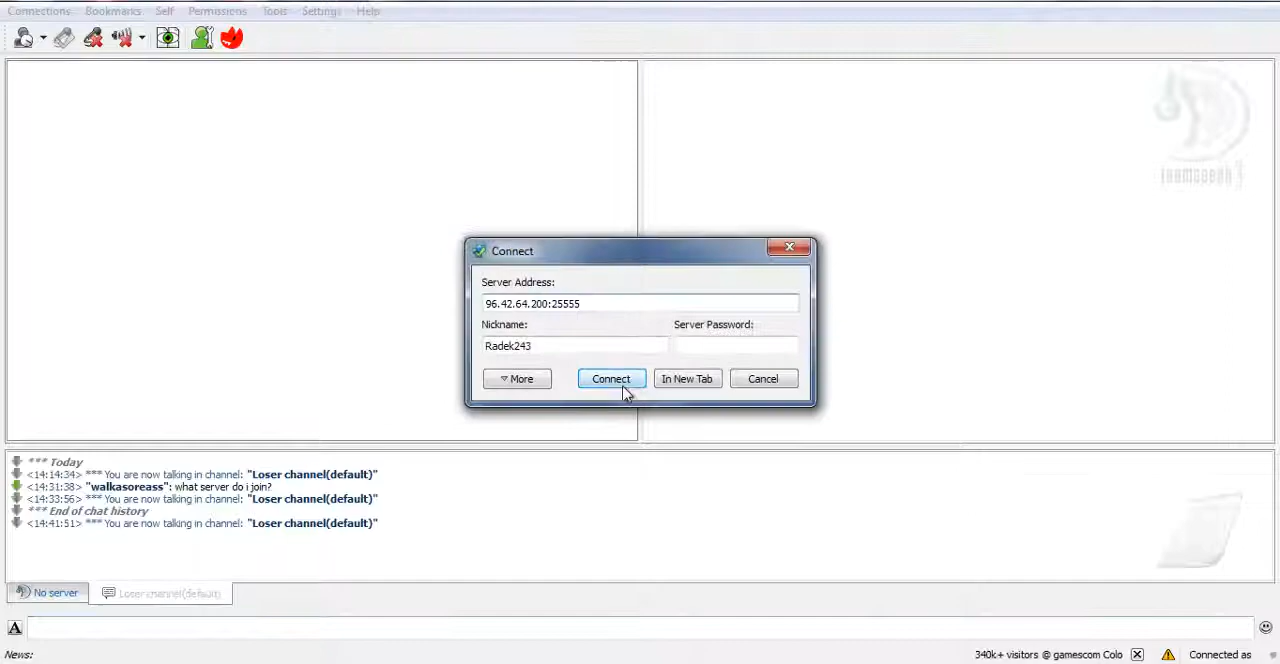 Connections Bookmarks Self Permissions Tools Settings Help
teamspeak 3
Connect
Server Address:
96.42.64.200:25555
Nickname: Server Password:
Radek243
More Connect In New Tab Cancel
*** Today
<14:14:34> *** You are now talking in channel: "Loser channel(default)"
<14:31:38> "walkasoreass": what server do i join?
<14:33:56> *** You are now talking in channel: "Loser channel(default)"
*** End of chat history
<14:41:51> *** You are now talking in channel: "Loser channel(default)"
No server Loser channel(default)
A
News: 340k+ visitors @ gamescom Colo Connected as